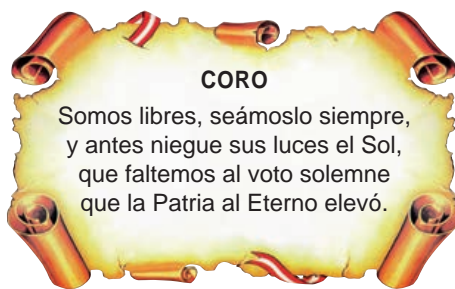 CORO
Somos libres, seámoslo siempre,
y antes niegue sus luces el Sol,
que faltemos al voto solemne
que la Patria al Eterno elevó.